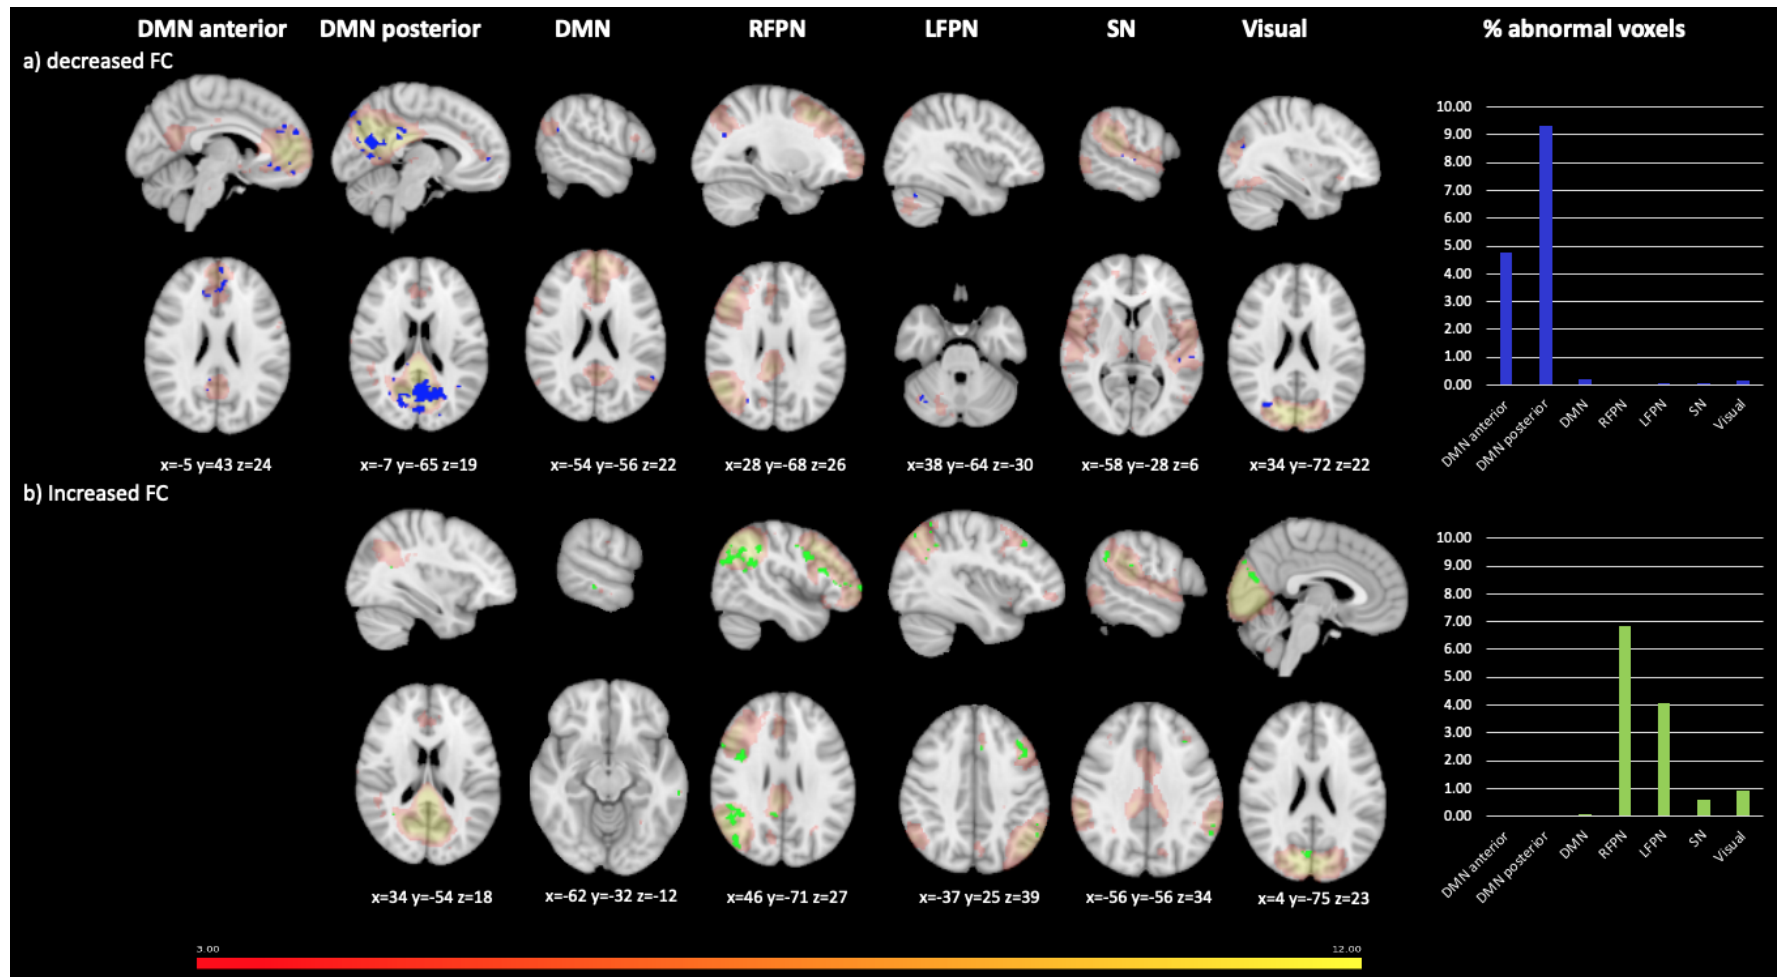 DMN anterior DMN posterior DMN RFPN LFPN SN Visual % abnormal voxels
a) decreased FC
10.00
9.00
8.00
7.00
6.00
5.00
4.00
3.00
2.00
1.00
0.00
DMN anterior
DMN posterior
DMN
RFPN
LFPN
SN
Visual
x=-5 y=43 z=24
x=-7 y=-65 z=19
x=-54 y=-56 z=22
x=28 y=-68 z=26
x=38 y=-64 z=-30
x=-58 y=-28 z=6
x=34 y=-72 z=22
b) Increased FC
10.00
9.00
8.00
7.00
6.00
5.00
4.00
3.00
2.00
1.00
0.00
DMN anterior
DMN posterior
DMN
RFPN
LFPN
SN
Visual
x=34 y=-54 z=18
x=-62 y=-32 z=-12
x=46 y=-71 z=27
x=-37 y=25 z=39
x=-56 y=-56 z=34
x=4 y=-75 z=23
3.00
12.00